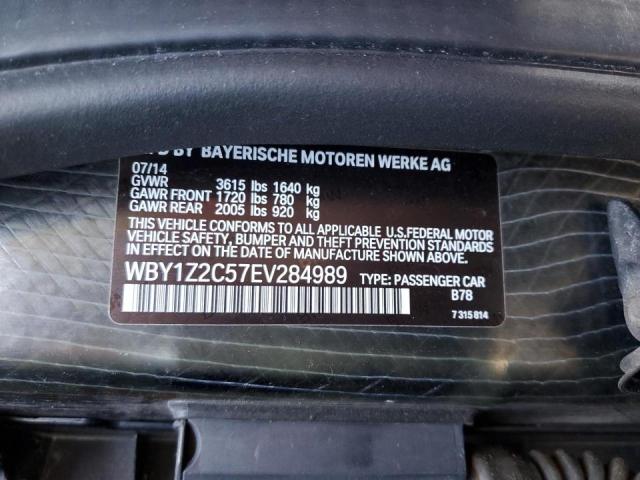 BY BAYERISCHE MOTOREN WERKE AG
07/14
GVWR 3615 lbs 1640 kg
GAWR FRONT 1720 lbs 780 kg
GAWR REAR 2005 lbs 920 kg
THIS VEHICLE CONFORMS TO ALL APPLICABLE U.S.FEDERAL MOTOR
VEHICLE SAFETY, BUMPER AND THEFT PREVENTION STANDARDS
IN EFFECT ON THE DATE OF MANUFACTURE SHOWN ABOVE.
WBY1Z2C57EV284989 TYPE: PASSENGER CAR
B78
7 315 814